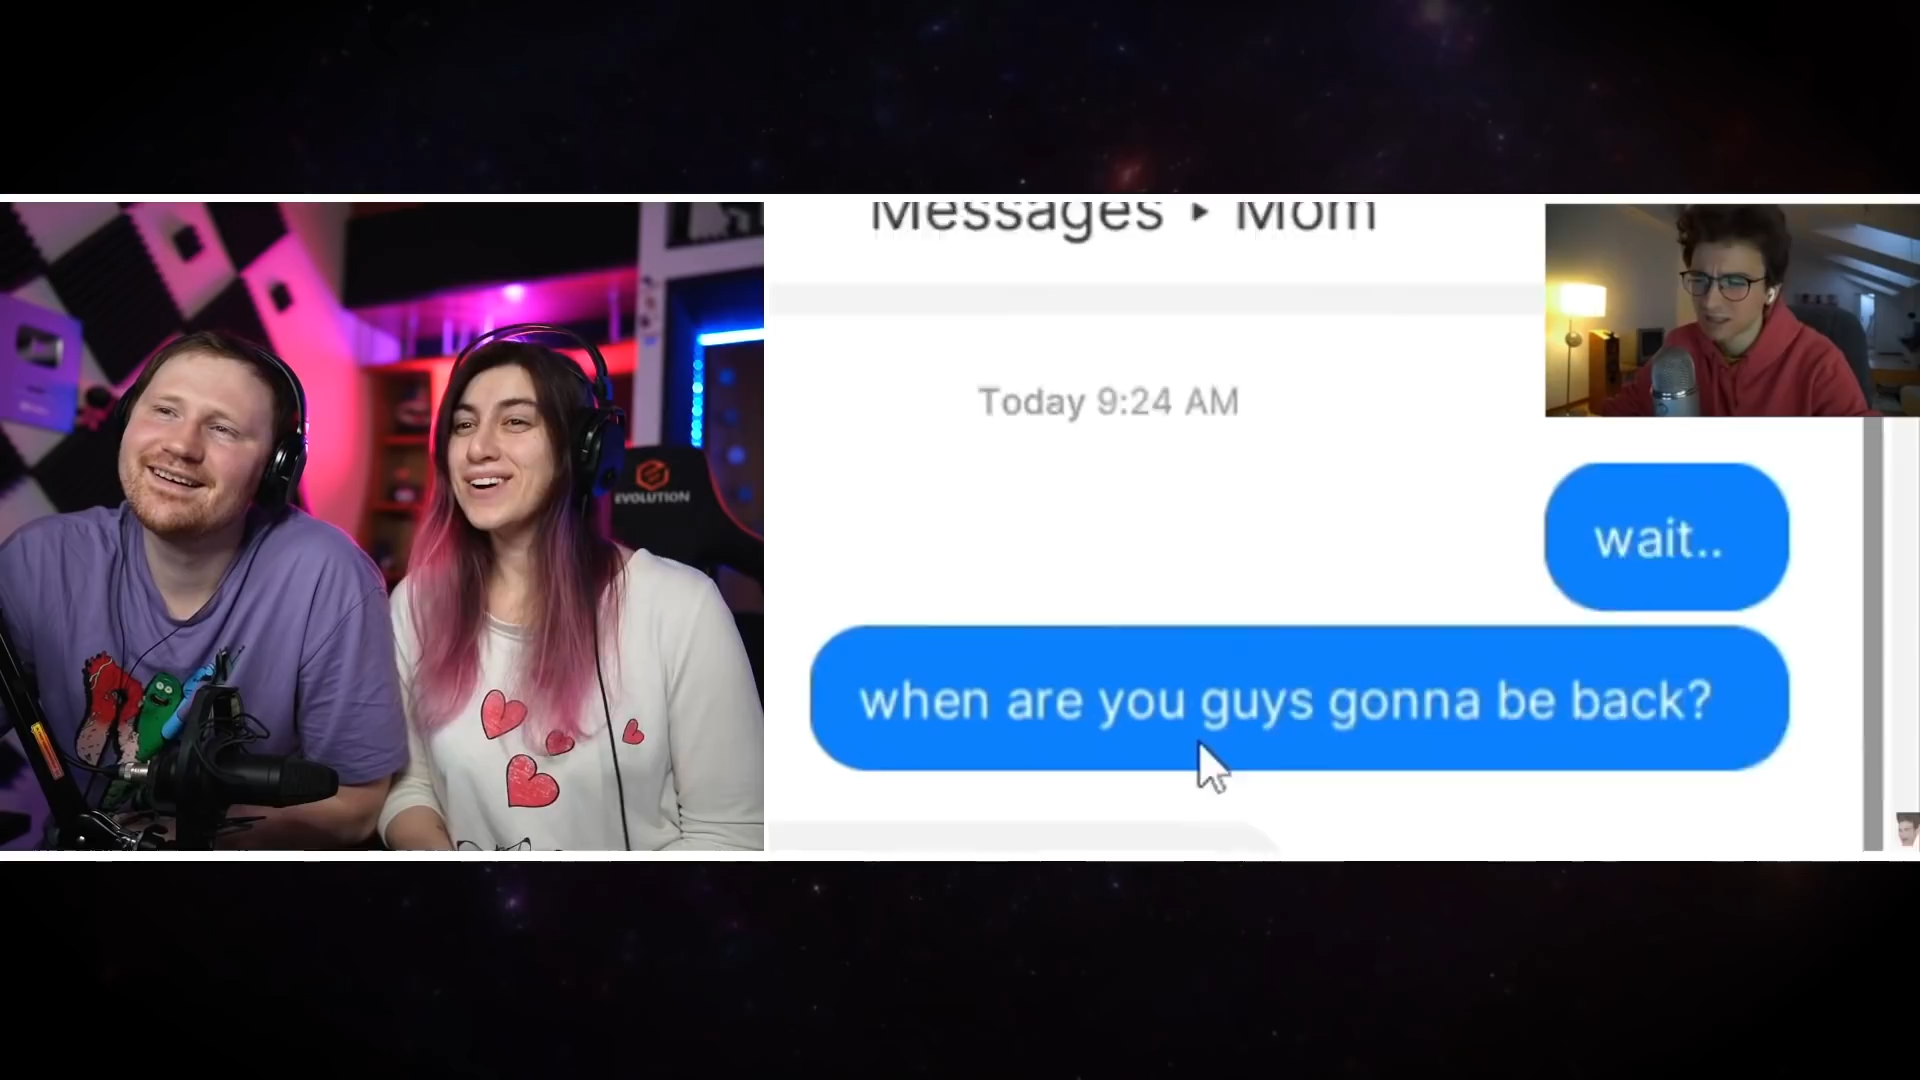 Messages ▸ Mom
Today 9:24 AM
wait..
when are you guys gonna be back?
EVOLUTION